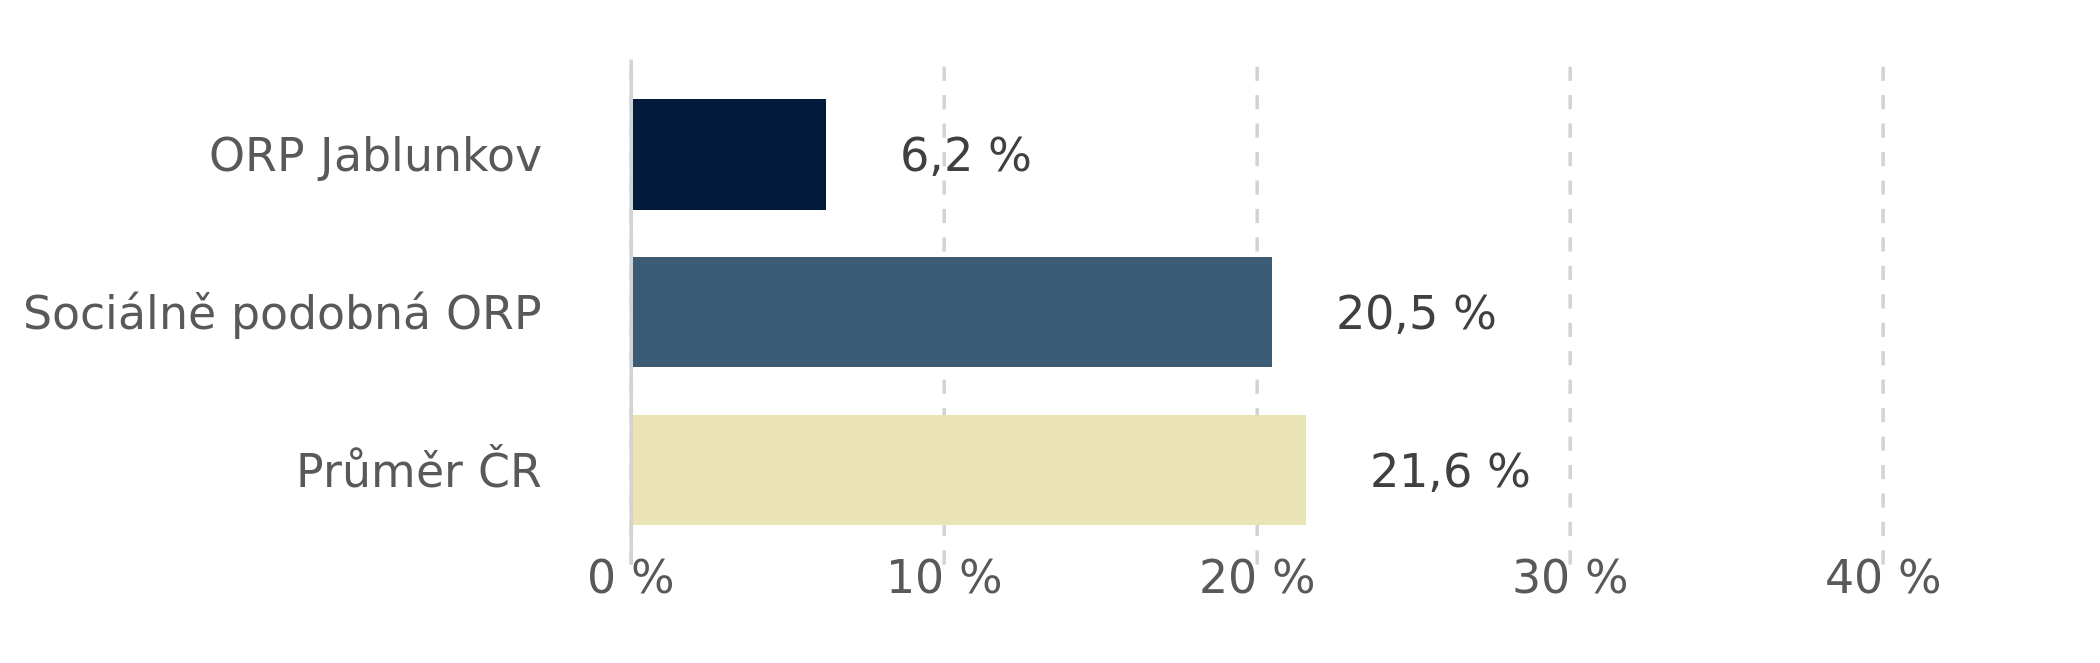 ORP Jablunkov
6,2 %
Sociálně podobná ORP
20,5 %
Průměr ČR
21,6 %
0 % 10 % 20 % 30 % 40 %